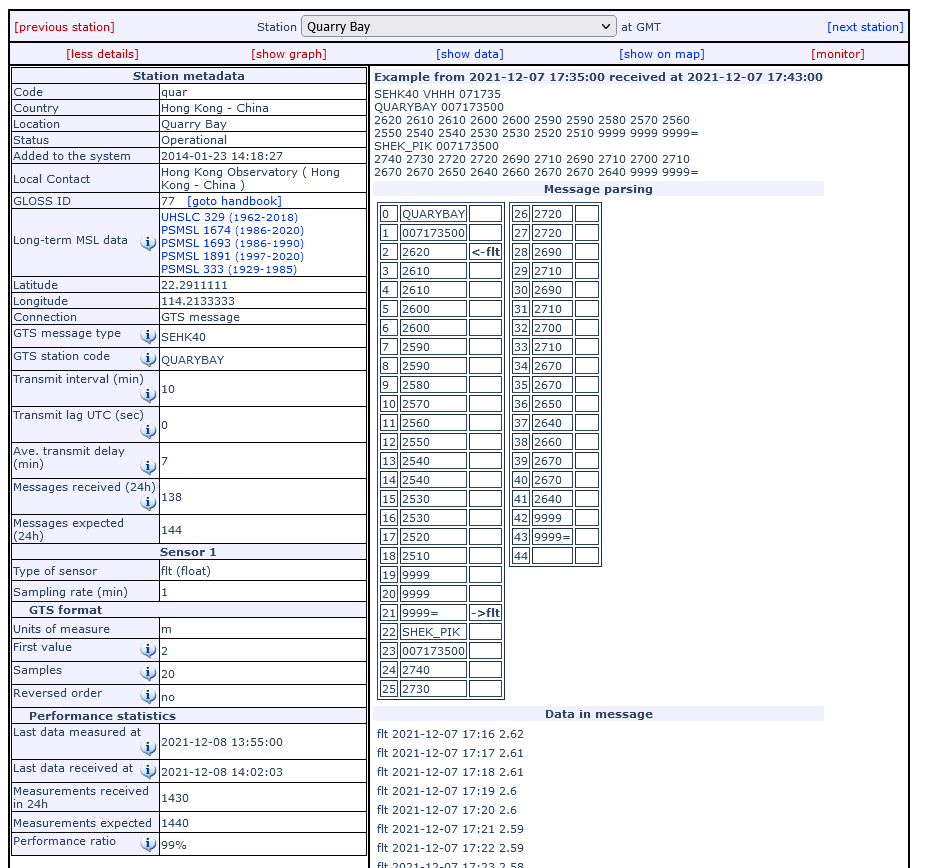 [previous station] Station Quarry Bay at GMT [next station]
[less details] [show graph] [show data] [show on map] [monitor]
Station metadata
Code quar
Country Hong Kong - China
Location Quarry Bay
Status Operational
Added to the system 2014-01-23 14:18:27
Local Contact Hong Kong Observatory ( Hong
Kong - China )
GLOSS ID 77 [goto handbook]
Long-term MSL data
UHSLC 329 (1962-2018)
PSMSL 1674 (1986-2020)
PSMSL 1693 (1986-1990)
PSMSL 1891 (1997-2020)
PSMSL 333 (1929-1985)
Latitude 22.2911111
Longitude 114.2133333
Connection GTS message
GTS message type SEHK40
GTS station code QUARYBAY
Transmit interval (min) 10
Transmit lag UTC (sec) 0
Ave. transmit delay
(min) 7
Messages received (24h) 138
Messages expected
(24h) 144
Sensor 1
Type of sensor flt (float)
Sampling rate (min) 1
GTS format
Units of measure m
First value 2
Samples 20
Reversed order no
Performance statistics
Last data measured at 2021-12-08 13:55:00
Last data received at 2021-12-08 14:02:03
Measurements received
in 24h 1430
Measurements expected 1440
Performance ratio 99%
Example from 2021-12-07 17:35:00 received at 2021-12-07 17:43:00
SEHK40 VHHH 071735
QUARYBAY 007173500
2620 2610 2610 2600 2600 2590 2590 2580 2570 2560
2550 2540 2540 2530 2530 2520 2510 9999 9999 9999=
SHEK_PIK 007173500
2740 2730 2720 2720 2690 2710 2690 2710 2700 2710
2670 2670 2650 2640 2660 2670 2670 2640 9999 9999=
Message parsing
0 QUARYBAY
1 007173500
2 2620 <-flt
3 2610
4 2610
5 2600
6 2600
7 2590
8 2590
9 2580
10 2570
11 2560
12 2550
13 2540
14 2540
15 2530
16 2530
17 2520
18 2510
19 9999
20 9999
21 9999= ->flt
22 SHEK_PIK
23 007173500
24 2740
25 2730
26 2720
27 2720
28 2690
29 2710
30 2690
31 2710
32 2700
33 2710
34 2670
35 2670
36 2650
37 2640
38 2660
39 2670
40 2670
41 2640
42 9999
43 9999=
44
Data in message
flt 2021-12-07 17:16 2.62
flt 2021-12-07 17:17 2.61
flt 2021-12-07 17:18 2.61
flt 2021-12-07 17:19 2.6
flt 2021-12-07 17:20 2.6
flt 2021-12-07 17:21 2.59
flt 2021-12-07 17:22 2.59
flt 2021-12-07 17:23 2.58